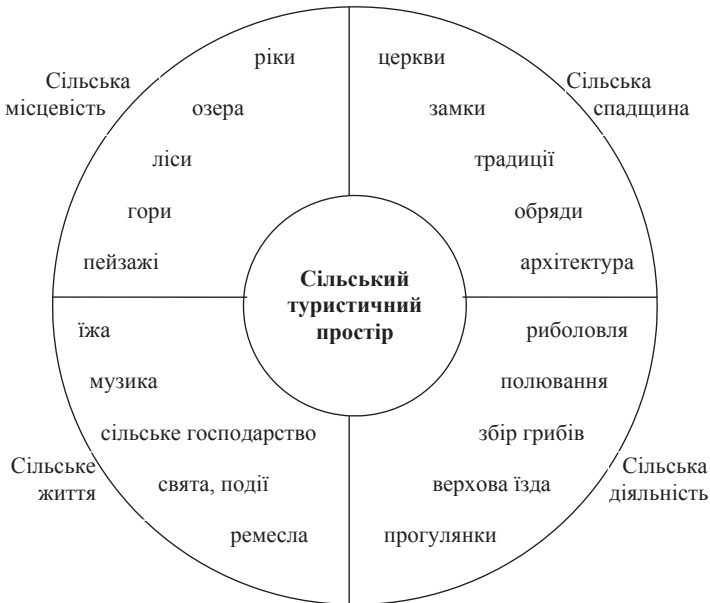 Сільська
місцевість
ріки
озера
ліси
гори
пейзажі
Сільська
спадщина
церкви
замки
традиції
обряди
архітектура
Сільський
туристичний
простір
Сільське
життя
їжа
музика
сільське господарство
свята, події
ремесла
Сільська
діяльність
риболовля
полювання
збір грибів
верхова їзда
прогулянки